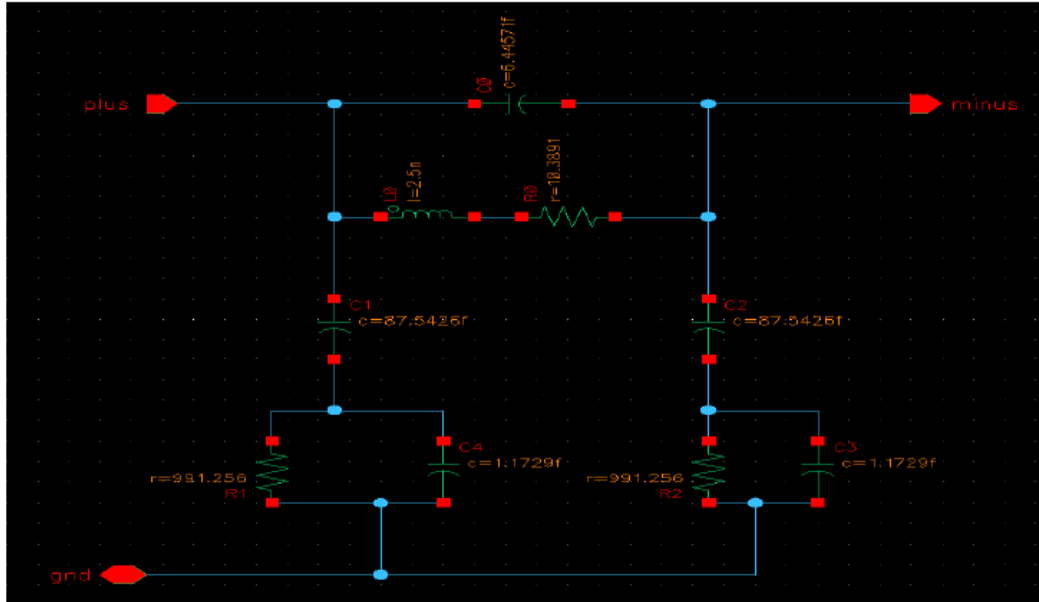 c=6.44571f
C0
plus
minus
L0
l=2.5n
R0
r=10.3891
C1
c=87.5426f
C2
c=87.5426f
C4
c=1.1729f
r=991.256
R1
C3
c=1.1729f
r=991.256
R2
gnd